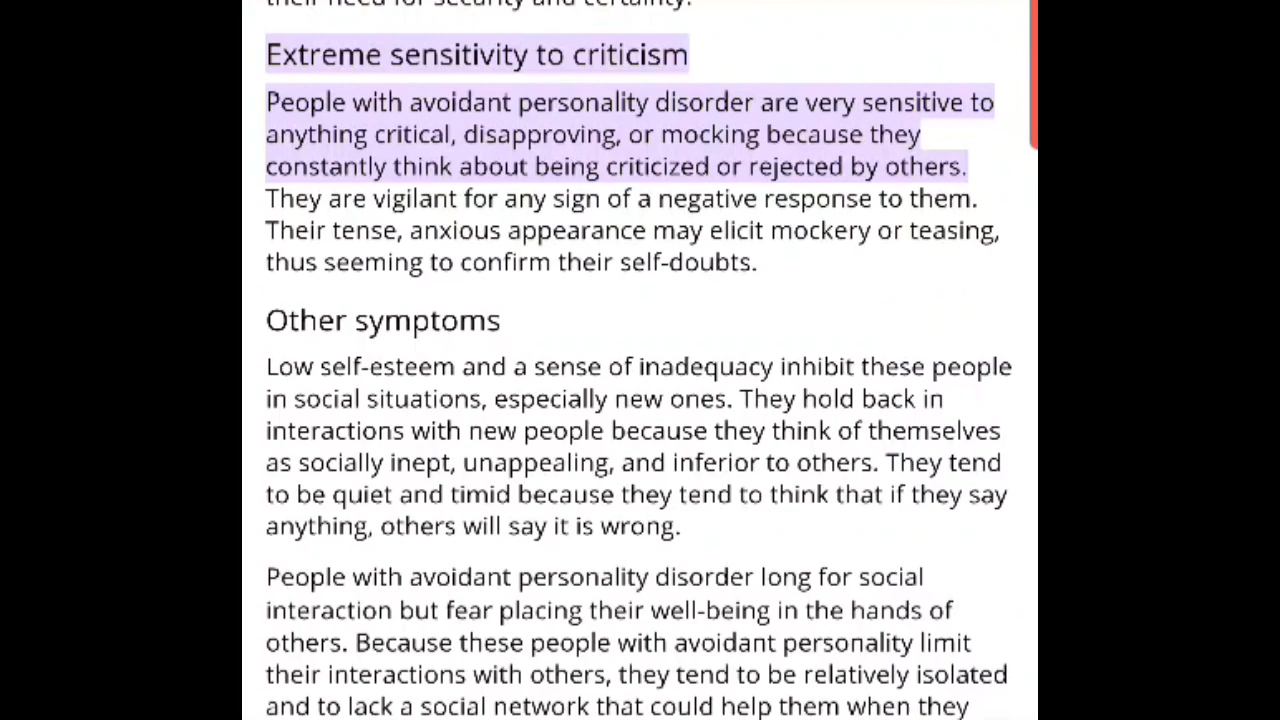 their need for security and certainty.
Extreme sensitivity to criticism
People with avoidant personality disorder are very sensitive to
anything critical, disapproving, or mocking because they
constantly think about being criticized or rejected by others.
They are vigilant for any sign of a negative response to them.
Their tense, anxious appearance may elicit mockery or teasing,
thus seeming to confirm their self-doubts.
Other symptoms
Low self-esteem and a sense of inadequacy inhibit these people
in social situations, especially new ones. They hold back in
interactions with new people because they think of themselves
as socially inept, unappealing, and inferior to others. They tend
to be quiet and timid because they tend to think that if they say
anything, others will say it is wrong.
People with avoidant personality disorder long for social
interaction but fear placing their well-being in the hands of
others. Because these people with avoidant personality limit
their interactions with others, they tend to be relatively isolated
and to lack a social network that could help them when they